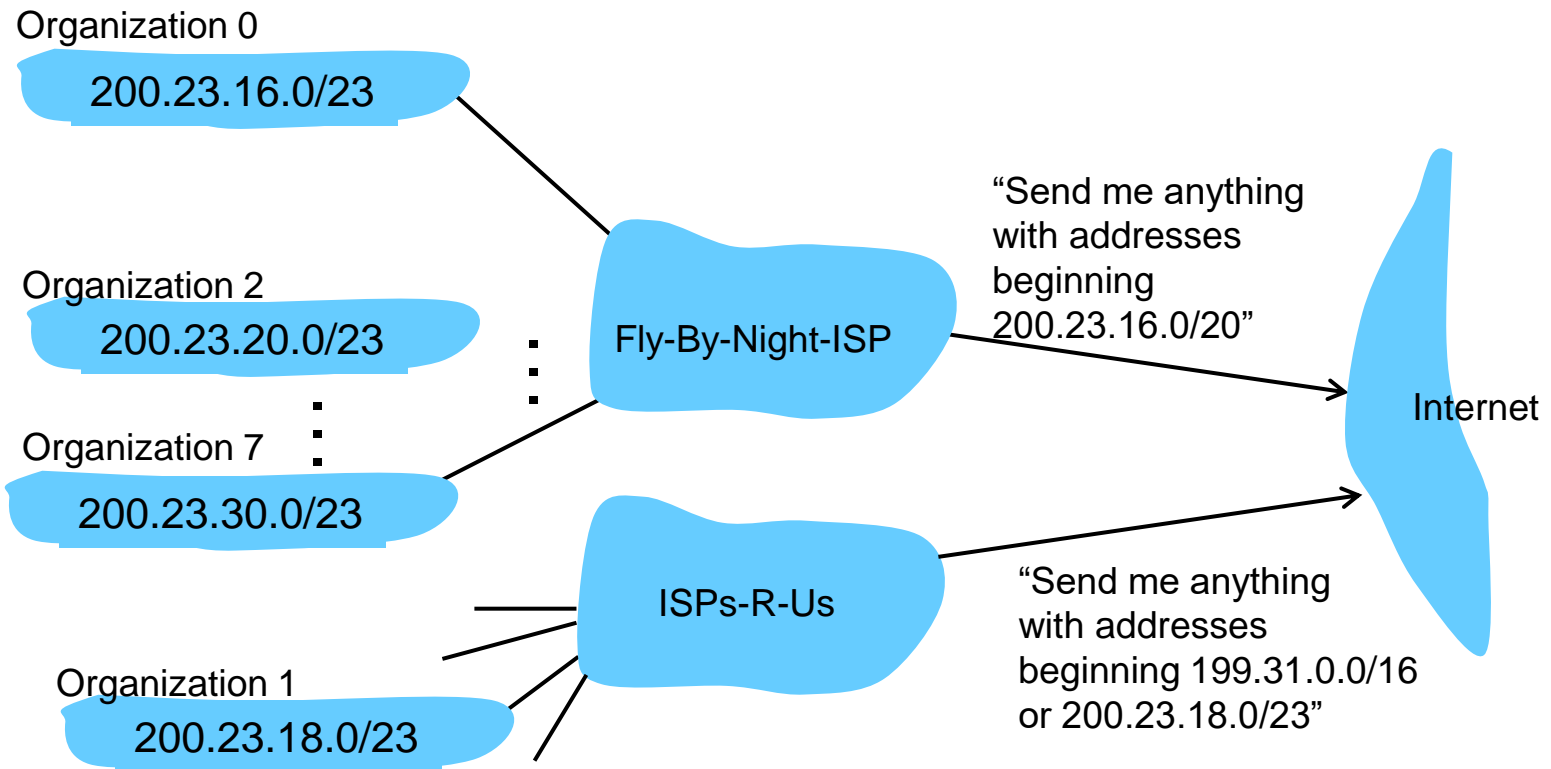 Organization 0
200.23.16.0/23
Organization 2
200.23.20.0/23
Organization 7
200.23.30.0/23
Fly-By-Night-ISP
“Send me anything
with addresses
beginning
200.23.16.0/20”
Internet
ISPs-R-Us
“Send me anything
with addresses
beginning 199.31.0.0/16
or 200.23.18.0/23”
Organization 1
200.23.18.0/23